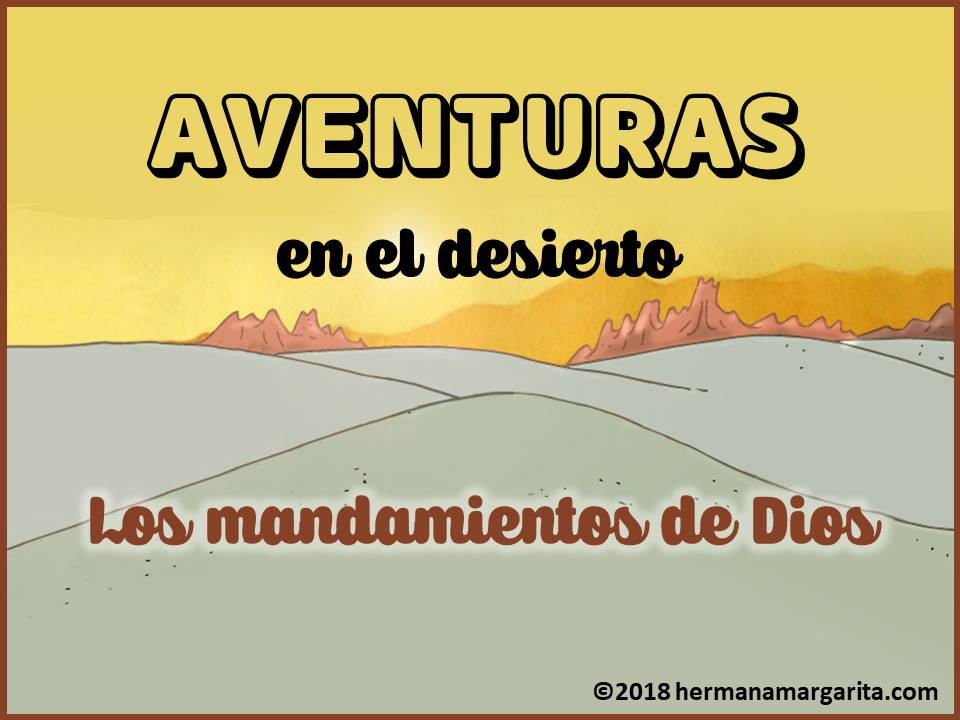 AVENTURAS
en el desierto
Los mandamientos de Dios
©2018 hermanamargarita.com